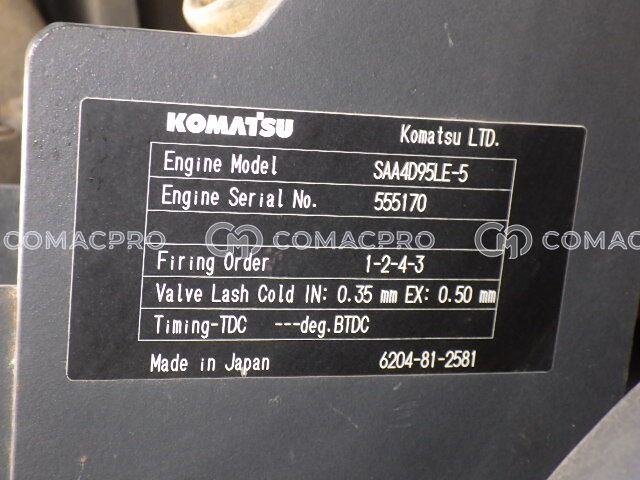 KOMATSU Komatsu LTD.
Engine Model SAA4D95LE-5
Engine Serial No. 555170
COMACPRO CM COMACPRO CM COMACPRO
Firing Order 1-2-4-3
Valve Lash Cold IN: 0.35 mm EX: 0.50 mm
Timing-TDC ---deg.BTDC
Made in Japan 6204-81-2581